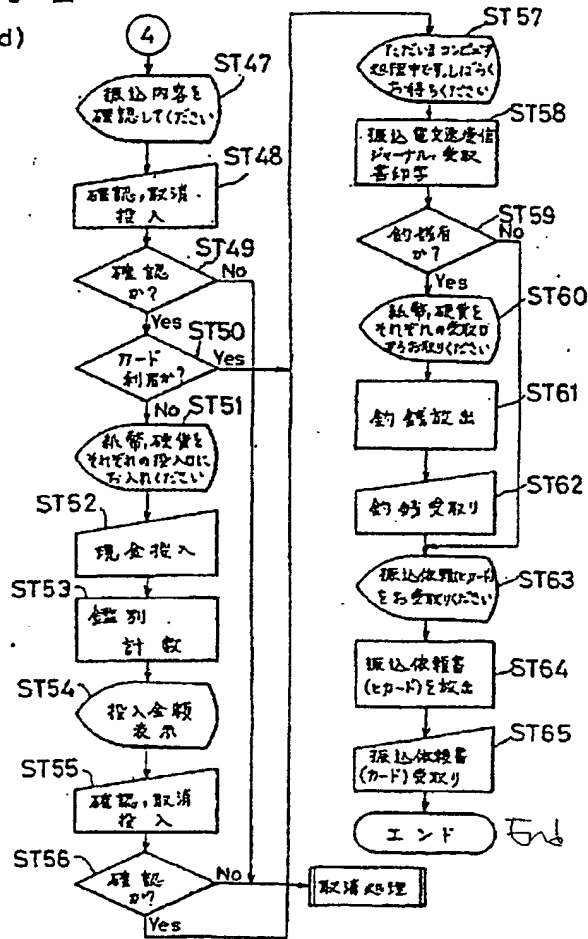 d)
4
ST47
振込内容を
確認してください
ST48
確認,取消
投入
ST49
確認
か?
No
Yes
ST50
カード
利用か?
Yes
No
ST51
紙幣,硬貨を
それぞれの投入口に
お入れください
ST52
現金投入
ST53
鑑別
計数
ST54
投入金額
表示
ST55
確認,取消
投入
ST56
確認
か?
No
Yes
取消処理
ST57
ただいまコンピュータ
処理中です。しばらく
お待ちください
ST58
振込電文送受信
ジャーナル,受取
書印字
ST59
釣銭有
か?
No
Yes
ST60
紙幣,硬貨を
それぞれの受取口
からお取りください
ST61
釣銭放出
ST62
釣銭受取り
ST63
振込依頼(とカード)
をお受取りください
ST64
振込依頼書
(とカード)を放出
ST65
振込依頼書
(カード)受取り
エンド
End